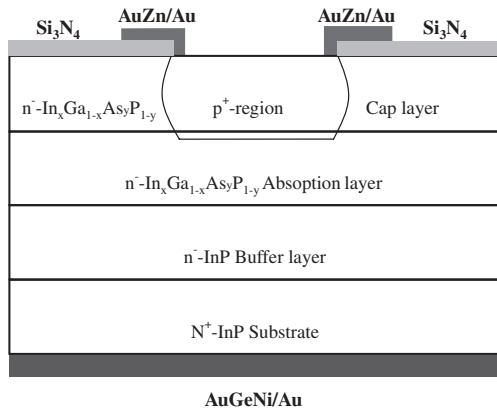 AuZn/Au AuZn/Au
Si₃N₄ Si₃N₄
n⁻-InₓGa₁₋ₓAsyP₁₋y p⁺-region Cap layer
n⁻-InₓGa₁₋ₓAsyP₁₋y Absoption layer
n⁻-InP Buffer layer
N⁺-InP Substrate
AuGeNi/Au